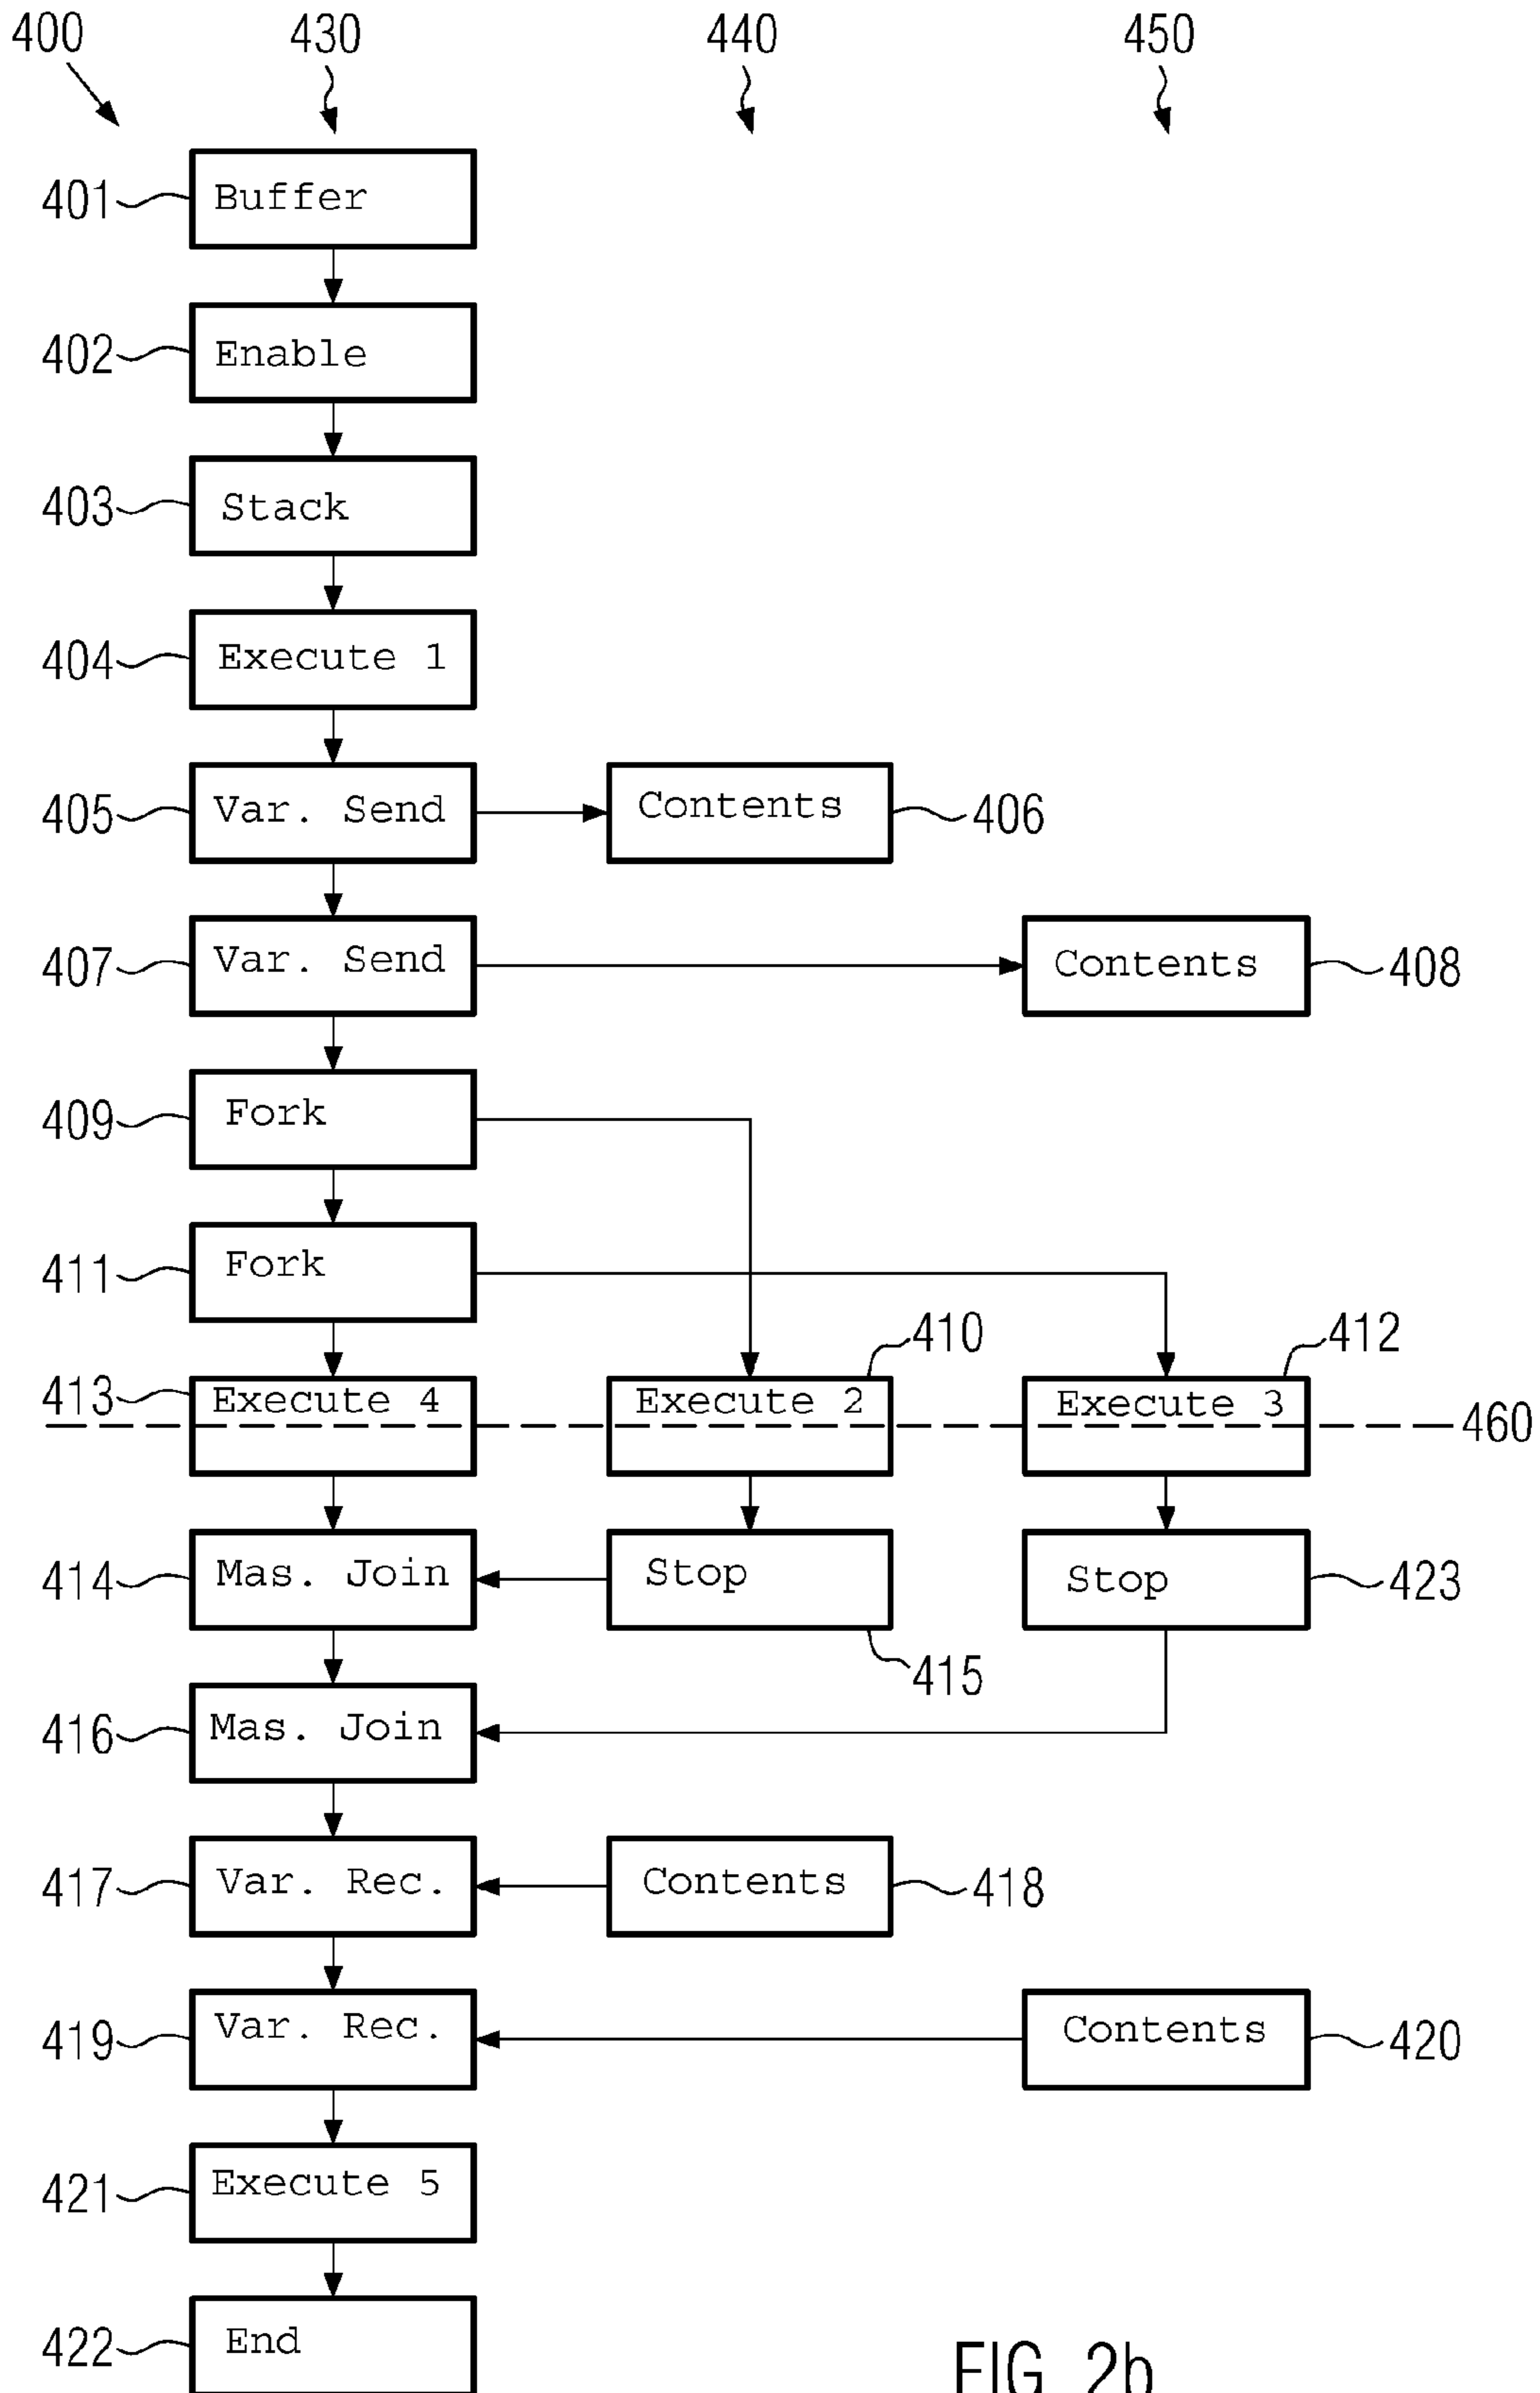 400 430 440 450
401 Buffer
402 Enable
403 Stack
404 Execute 1
405 Var. Send Contents 406
407 Var. Send Contents 408
409 Fork
411 Fork
410 412
413 Execute 4 Execute 2 Execute 3
460
414 Mas. Join Stop Stop 423
415
416 Mas. Join
417 Var. Rec. Contents 418
419 Var. Rec. Contents 420
421 Execute 5
422 End
FIG 2b